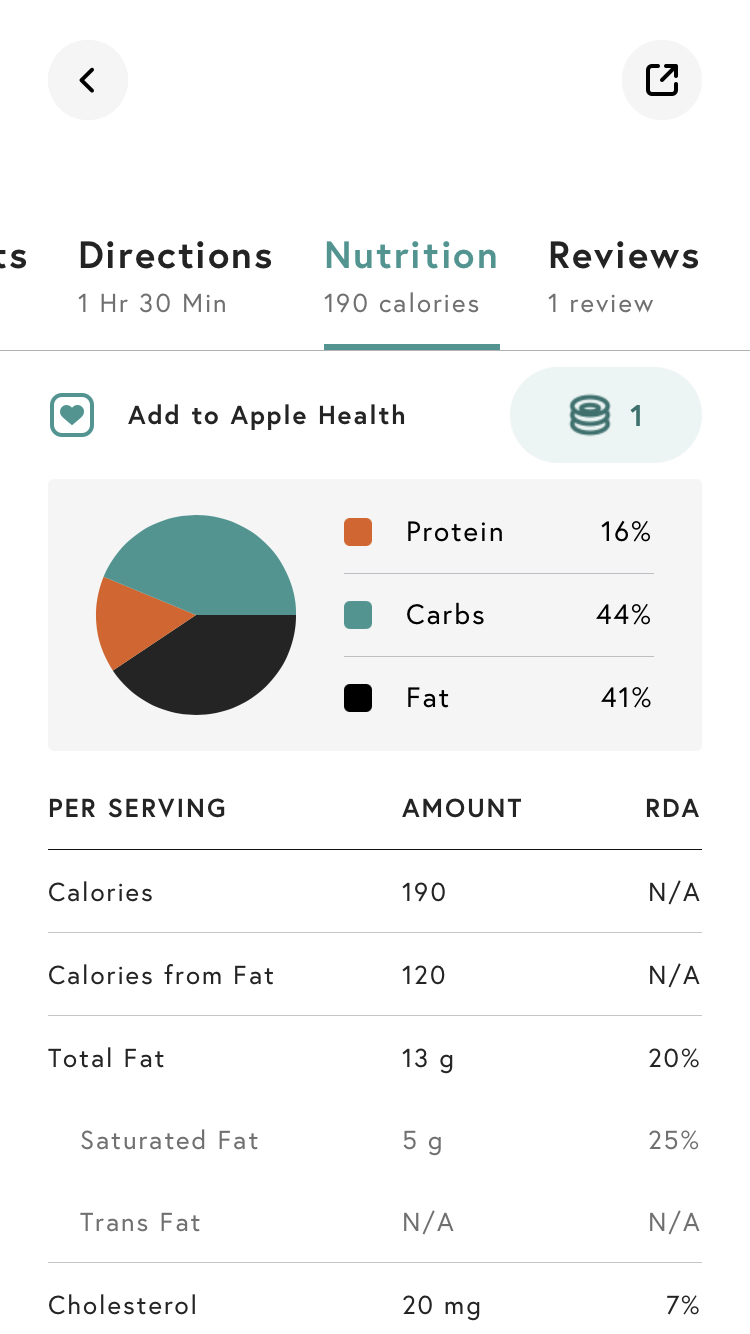 ts Directions Nutrition Reviews
1 Hr 30 Min 190 calories 1 review
Add to Apple Health 1
Protein 16%
Carbs 44%
Fat 41%
PER SERVING AMOUNT RDA
Calories 190 N/A
Calories from Fat 120 N/A
Total Fat 13 g 20%
Saturated Fat 5 g 25%
Trans Fat N/A N/A
Cholesterol 20 mg 7%